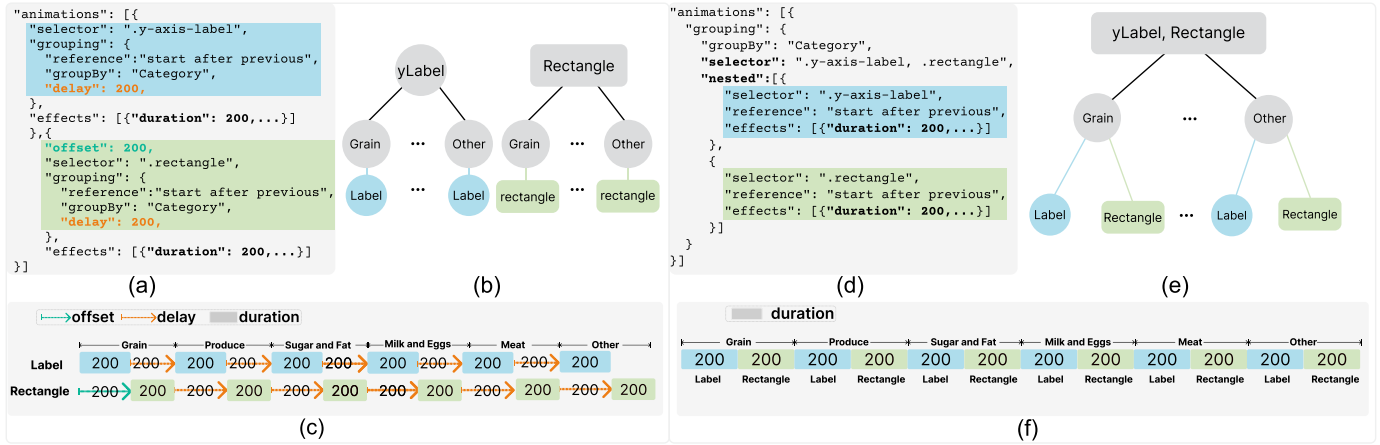 "animations": [{
"selector": ".y-axis-label",
"grouping": {
"reference":"start after previous",
"groupBy": "Category",
"delay": 200,
},
"effects": [{"duration": 200,...}]
},{
"offset": 200,
"selector": ".rectangle",
"grouping": {
"reference":"start after previous",
"groupBy": "Category",
"delay": 200,
},
"effects": [{"duration": 200,...}]
}]
(a)
yLabel Rectangle
Grain ... Other Grain ... Other
Label ... Label rectangle ... rectangle
(b)
offset delay duration
Grain Produce Sugar and Fat Milk and Eggs Meat Other
Label 200 200 200 200 200 200 200 200 200 200 200
Rectangle 200 200 200 200 200 200 200 200 200 200 200 200
(c)
"animations": [{
"grouping": {
"groupBy": "Category",
"selector": ".y-axis-label, .rectangle",
"nested":[{
"selector": ".y-axis-label",
"reference": "start after previous",
"effects": [{"duration": 200,...}]
},
{
"selector": ".rectangle",
"reference": "start after previous",
"effects": [{"duration": 200,...}]
}]
}
}]
(d)
yLabel, Rectangle
Grain ... Other
Label Rectangle ... Label Rectangle
(e)
duration
Grain Produce Sugar and Fat Milk and Eggs Meat Other
200 200 200 200 200 200 200 200 200 200 200 200
Label Rectangle Label Rectangle Label Rectangle Label Rectangle Label Rectangle Label Rectangle
(f)